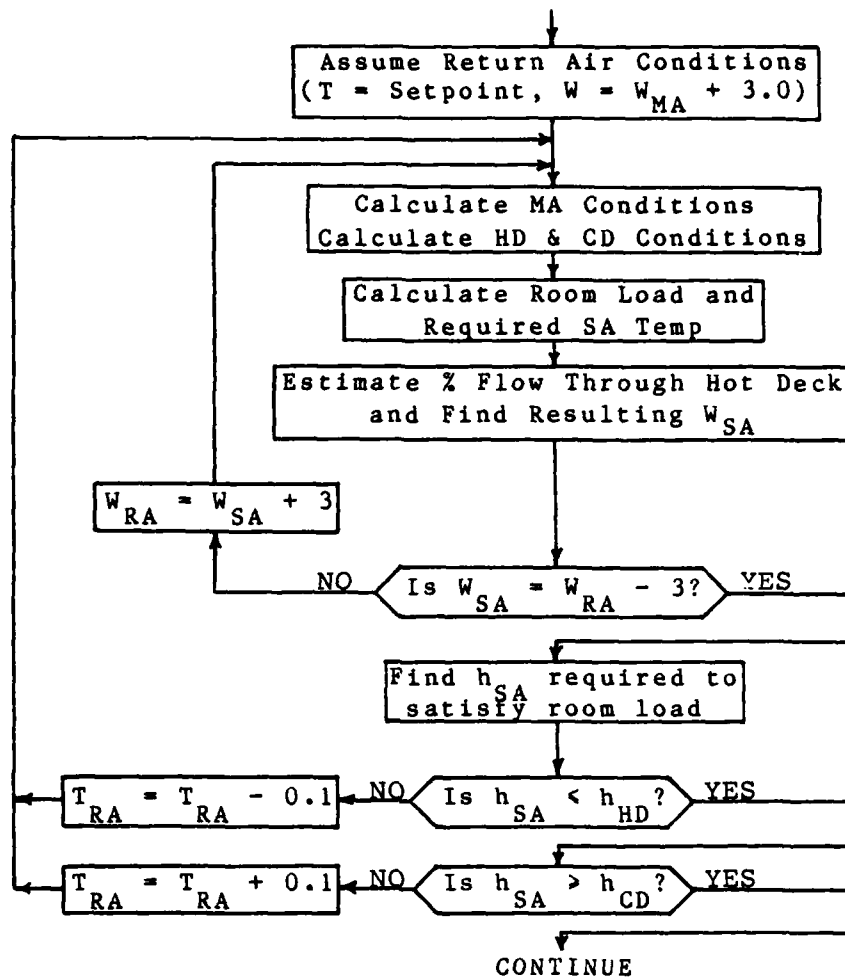 Assume Return Air Conditions
(T = Setpoint, W = W_MA + 3.0)
Calculate MA Conditions
Calculate HD & CD Conditions
Calculate Room Load and
Required SA Temp
Estimate % Flow Through Hot Deck
and Find Resulting W_SA
W_RA = W_SA + 3
NO
Is W_SA = W_RA - 3?
YES
Find h_SA required to
satisfy room load
T_RA = T_RA - 0.1
NO
Is h_SA < h_HD?
YES
T_RA = T_RA + 0.1
NO
Is h_SA > h_CD?
YES
CONTINUE